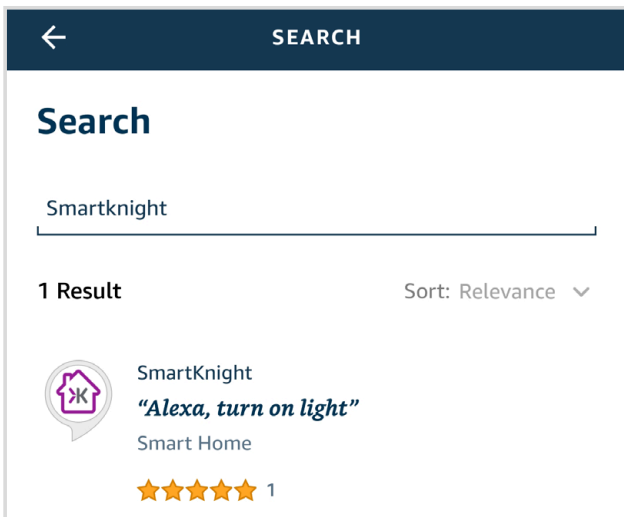 SEARCH
Search
Smartknight
1 Result
Sort: Relevance
SmartKnight
“Alexa, turn on light”
Smart Home
1